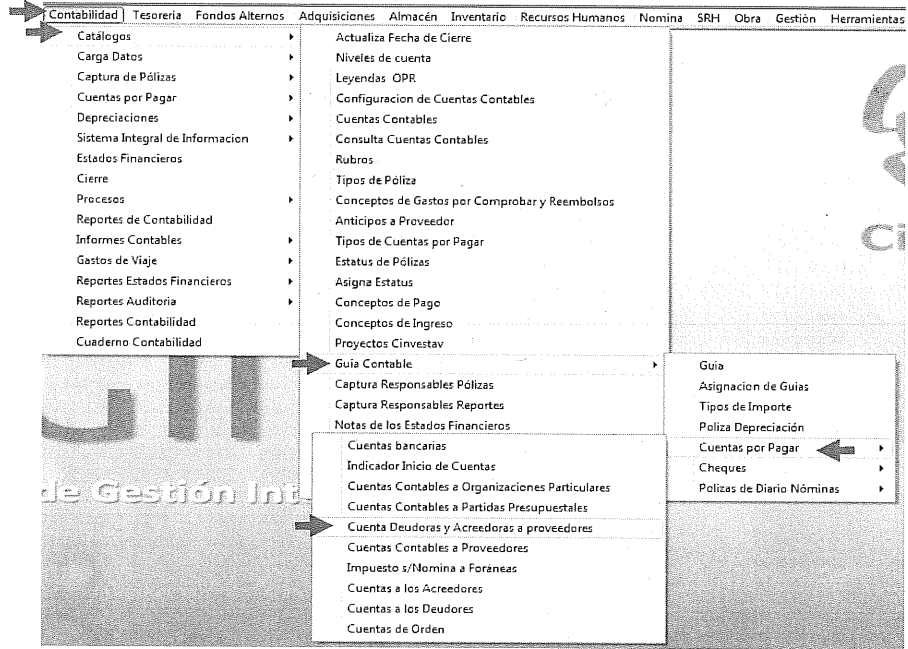 Contabilidad Tesoreria Fondos Alternos Adquisiciones Almacén Inventario Recursos Humanos Nomina SRH Obra Gestión Herramientas
Catálogos
Carga Datos
Captura de Pólizas
Cuentas por Pagar
Depreciaciones
Sistema Integral de Informacion
Estados Financieros
Cierre
Procesos
Reportes de Contabilidad
Informes Contables
Gastos de Viaje
Reportes Estados Financieros
Reportes Auditoria
Reportes Contabilidad
Cuaderno Contabilidad
Actualiza Fecha de Cierre
Niveles de cuenta
Leyendas OPR
Configuracion de Cuentas Contables
Cuentas Contables
Consulta Cuentas Contables
Rubros
Tipos de Póliza
Conceptos de Gastos por Comprobar y Reembolsos
Anticipos a Proveedor
Tipos de Cuentas por Pagar
Estatus de Pólizas
Asigna Estatus
Conceptos de Pago
Conceptos de Ingreso
Proyectos Cinvestav
Guia Contable
Captura Responsables Pólizas
Captura Responsables Reportes
Notas de los Estados Financieros
Guia
Asignacion de Guias
Tipos de Importe
Poliza Depreciación
Cuentas por Pagar
Cheques
Polizas de Diario Nóminas
Cuentas bancarias
Indicador Inicio de Cuentas
Cuentas Contables a Organizaciones Particulares
Cuentas Contables a Partidas Presupuestales
Cuenta Deudoras y Acreedoras a proveedores
Cuentas Contables a Proveedores
Impuesto s/Nomina a Foráneas
Cuentas a los Acreedores
Cuentas a los Deudores
Cuentas de Orden
de Gestión Int
Ci